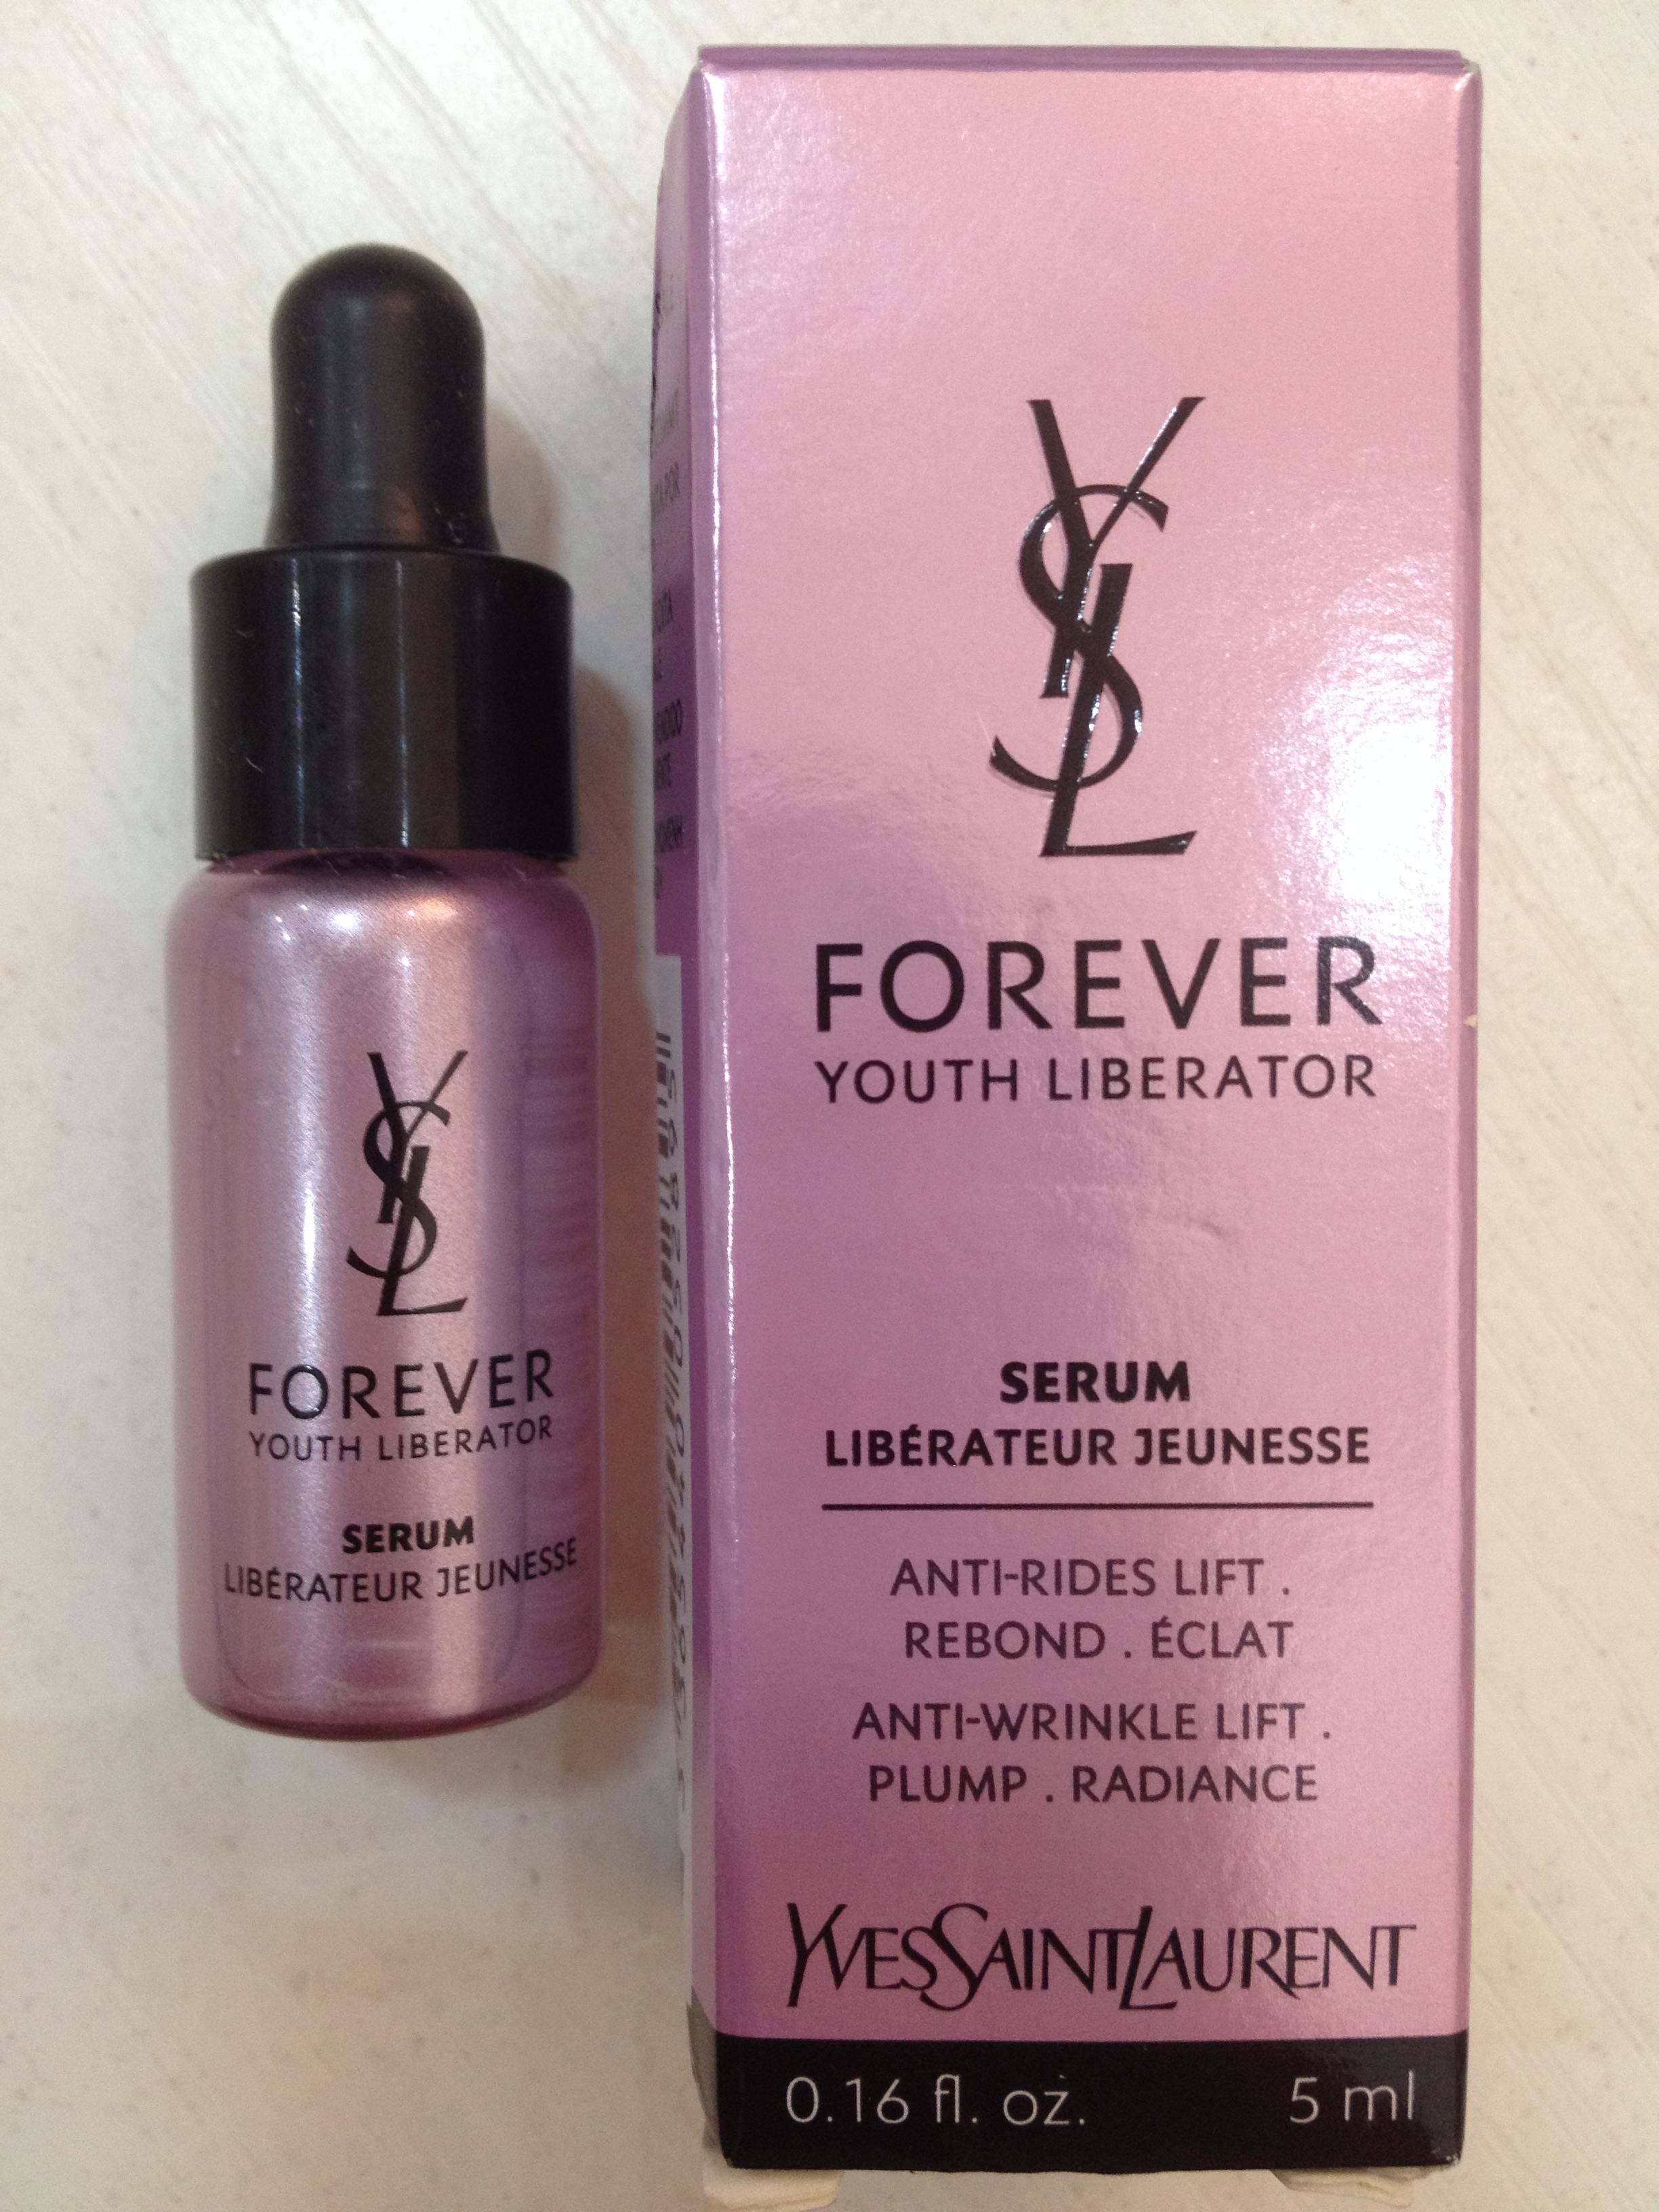 YSL
FOREVER
YOUTH LIBERATOR
SERUM
LIBÉRATEUR JEUNESSE
YSL
FOREVER
YOUTH LIBERATOR
SERUM
LIBÉRATEUR JEUNESSE
ANTI-RIDES LIFT .
REBOND . ÉCLAT
ANTI-WRINKLE LIFT .
PLUMP . RADIANCE
YVESSAINTLAURENT
0.16 fl. oz. 5 ml